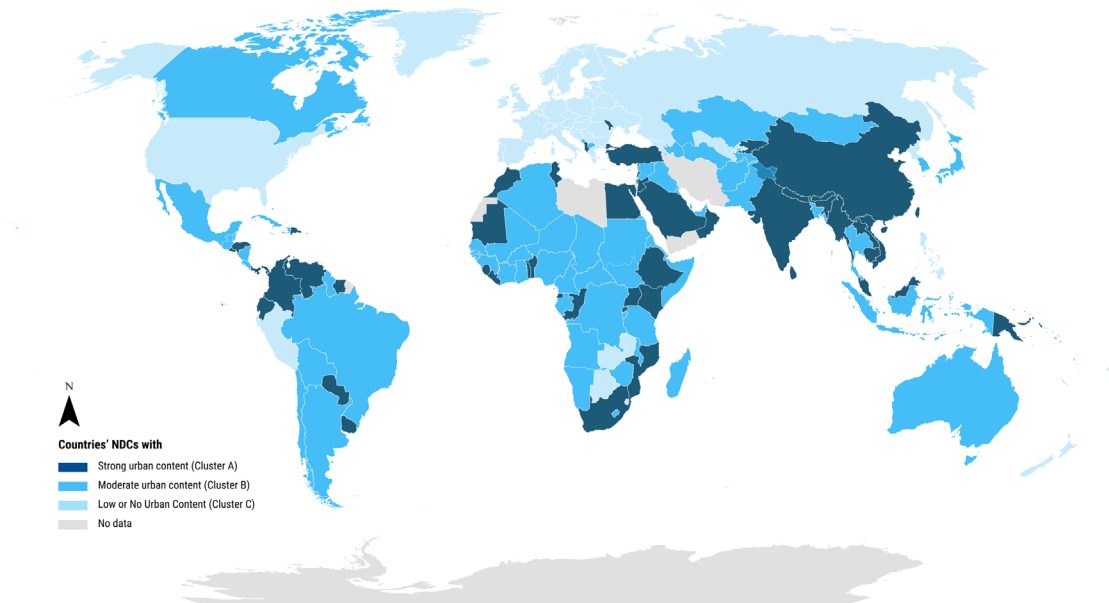 N
Countries’ NDCs with
Strong urban content (Cluster A)
Moderate urban content (Cluster B)
Low or No Urban Content (Cluster C)
No data